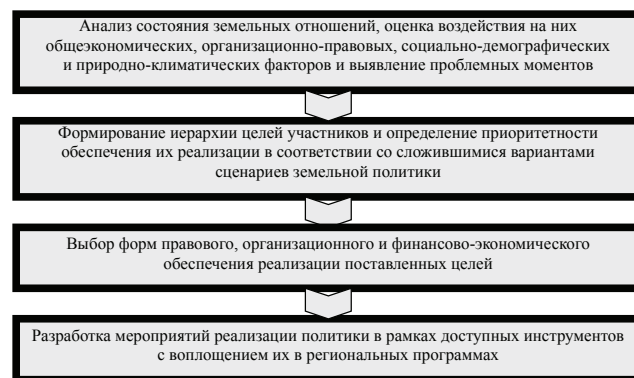 Анализ состояния земельных отношений, оценка воздействия на них
общеэкономических, организационно-правовых, социально-демографических
и природно-климатических факторов и выявление проблемных моментов
Формирование иерархии целей участников и определение приоритетности
обеспечения их реализации в соответствии со сложившимися вариантами
сценариев земельной политики
Выбор форм правового, организационного и финансово-экономического
обеспечения реализации поставленных целей
Разработка мероприятий реализации политики в рамках доступных инструментов
с воплощением их в региональных программах